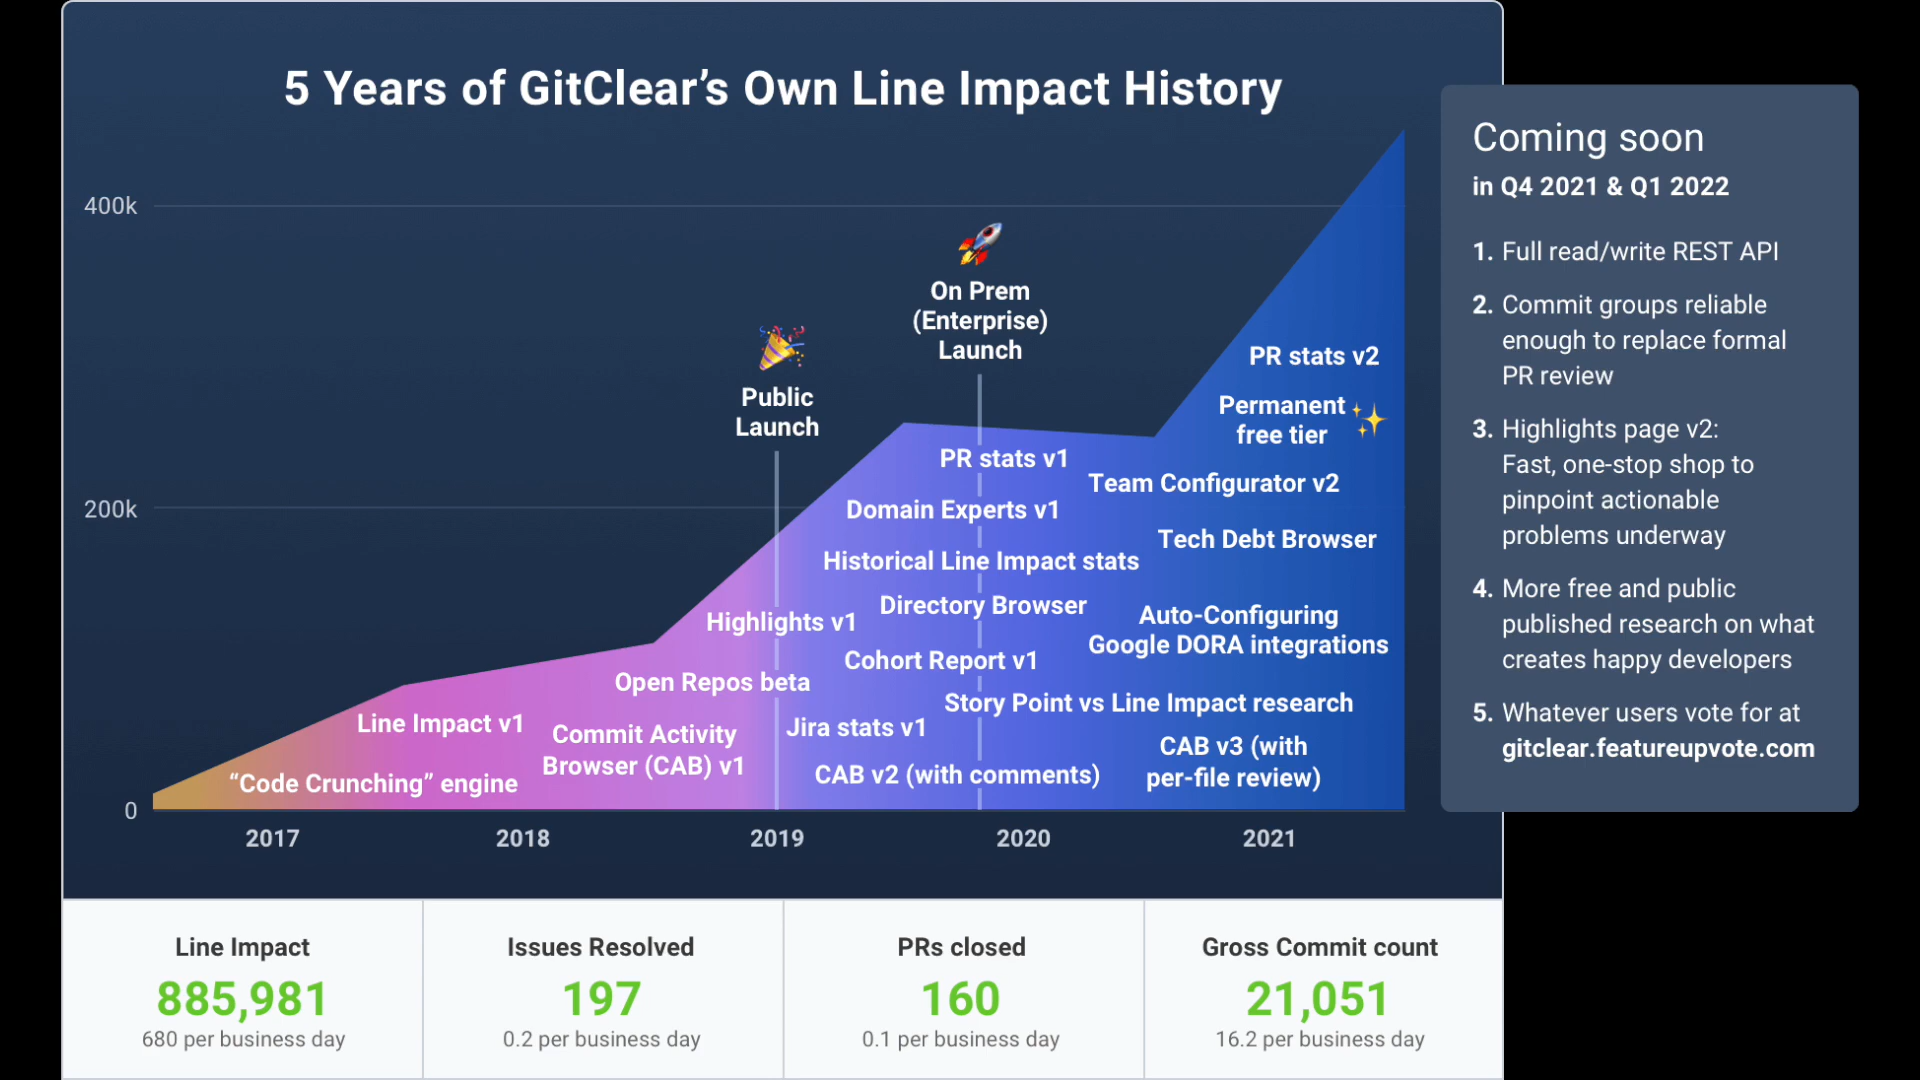 5 Years of GitClear’s Own Line Impact History
400k
200k
0
Public
Launch
On Prem
(Enterprise)
Launch
PR stats v2
Permanent
free tier
PR stats v1
Team Configurator v2
Domain Experts v1
Tech Debt Browser
Historical Line Impact stats
Directory Browser
Highlights v1
Auto-Configuring
Google DORA integrations
Cohort Report v1
Open Repos beta
Story Point vs Line Impact research
Line Impact v1
Commit Activity
Browser (CAB) v1
Jira stats v1
CAB v3 (with
per-file review)
CAB v2 (with comments)
“Code Crunching” engine
2017
2018
2019
2020
2021
Coming soon
in Q4 2021 & Q1 2022
1. Full read/write REST API
2. Commit groups reliable
enough to replace formal
PR review
3. Highlights page v2:
Fast, one-stop shop to
pinpoint actionable
problems underway
4. More free and public
published research on what
creates happy developers
5. Whatever users vote for at
gitclear.featureupvote.com
Line Impact
885,981
680 per business day
Issues Resolved
197
0.2 per business day
PRs closed
160
0.1 per business day
Gross Commit count
21,051
16.2 per business day